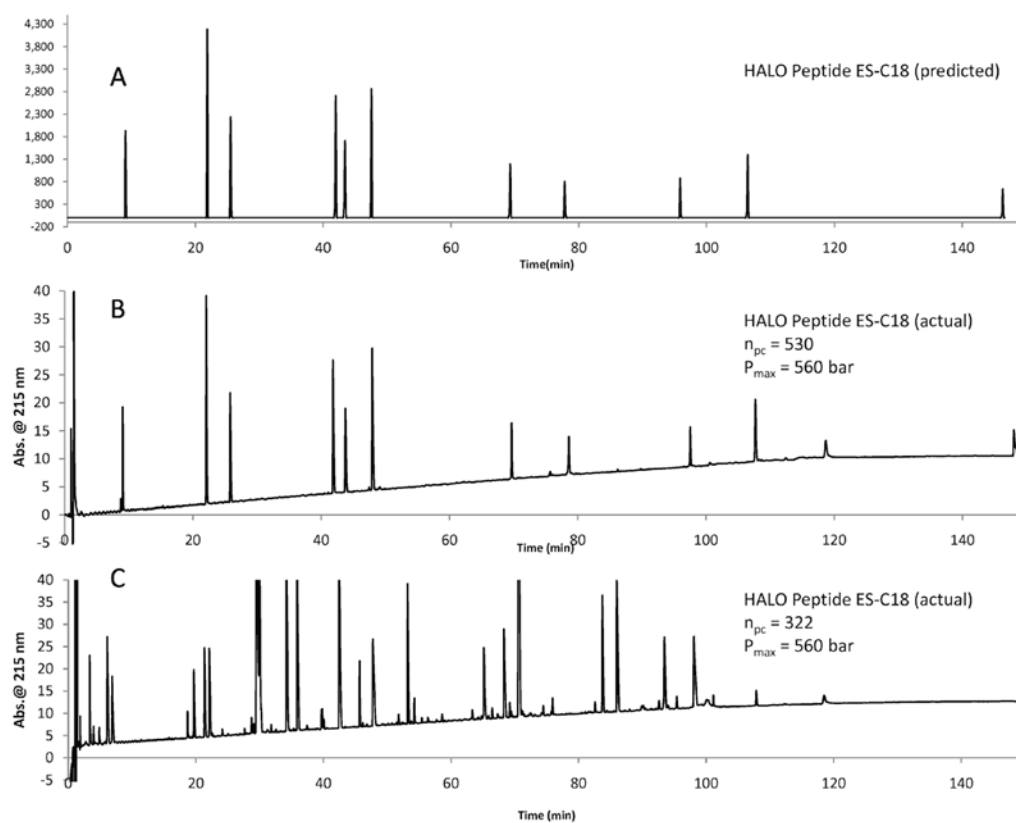 4,300
3,800
3,300
2,800
2,300
1,800
1,300
800
300
-200
A
HALO Peptide ES-C18 (predicted)
0 20 40 60 80 100 120 140
Time(min)
40
35
30
25
20
15
10
5
0
-5
Abs. @ 215 nm
B
HALO Peptide ES-C18 (actual)
npc = 530
Pmax = 560 bar
0 20 40 60 80 100 120 140
Time (min)
40
35
30
25
20
15
10
5
0
-5
Abs.@ 215 nm
C
HALO Peptide ES-C18 (actual)
npc = 322
Pmax = 560 bar
0 20 40 60 80 100 120 140
Time (min)